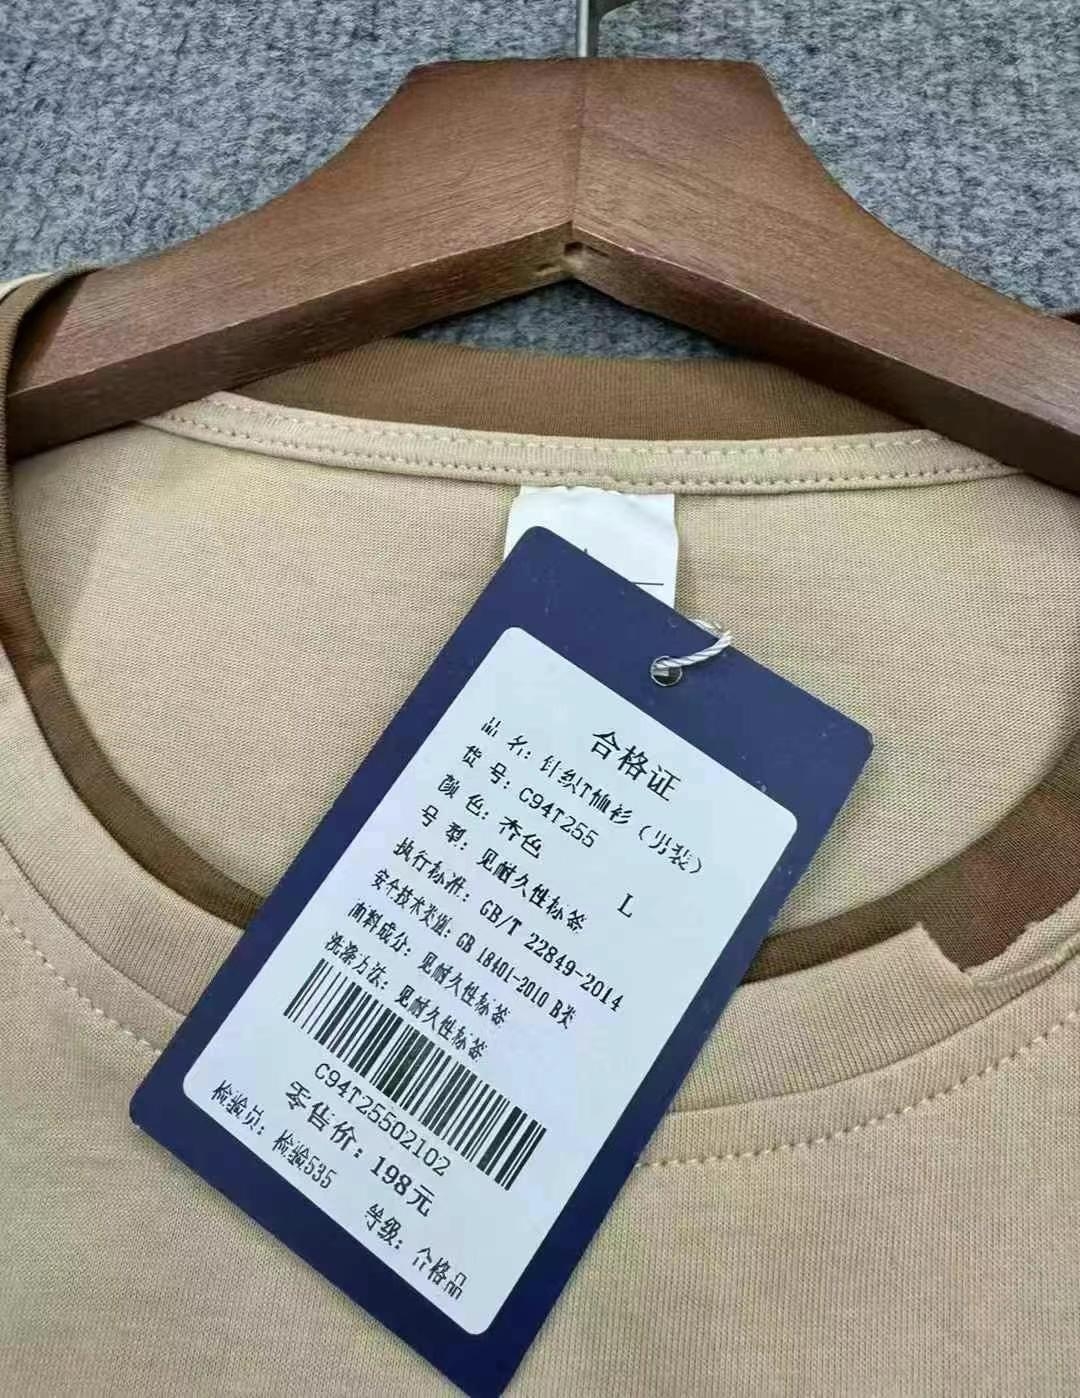 合格证
品 名：针织T恤衫（男装）
货 号：C94T255
颜 色：杏色
号 型：见耐久性标签 L
执行标准：GB/T 22849-2014
安全技术类别：GB 18401-2010 B类
面料成分：见耐久性标签
洗涤方法：见耐久性标签
C94T25502102
零售价：198元
检验员：检验535 等级：合格品